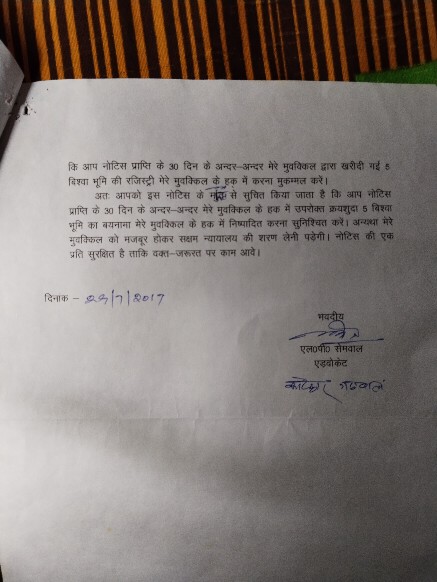 कि आप नोटिस प्राप्ति के 30 दिन के अन्दर-अन्दर मेरे मुवक्किल द्वारा खरीदी गई 5
बिश्वा भूमि की रजिस्ट्री मेरे मुवक्किल के हक में करना मुकम्मल करें।
अतः आपको इस नोटिस के से सुचित किया जाता है कि आप नोटिस
प्राप्ति के 30 दिन के अन्दर-अन्दर मेरे मुवक्किल के हक में उपरोक्त क्रयशुदा 5 बिश्वा
भूमि का बयनामा मेरे मुवक्किल के हक में निष्पादित करना सुनिश्चित करें। अन्यथा मेरे
मुवक्किल को मजबूर होकर सक्षम न्यायालय की शरण लेनी पडेगी। नोटिस की एक
प्रति सुरक्षित है ताकि वक्त-जरूरत पर काम आवे।
दिनाक - /7/2017
भवदीय
एल0पी0 सेमवाल
एडवोकेट